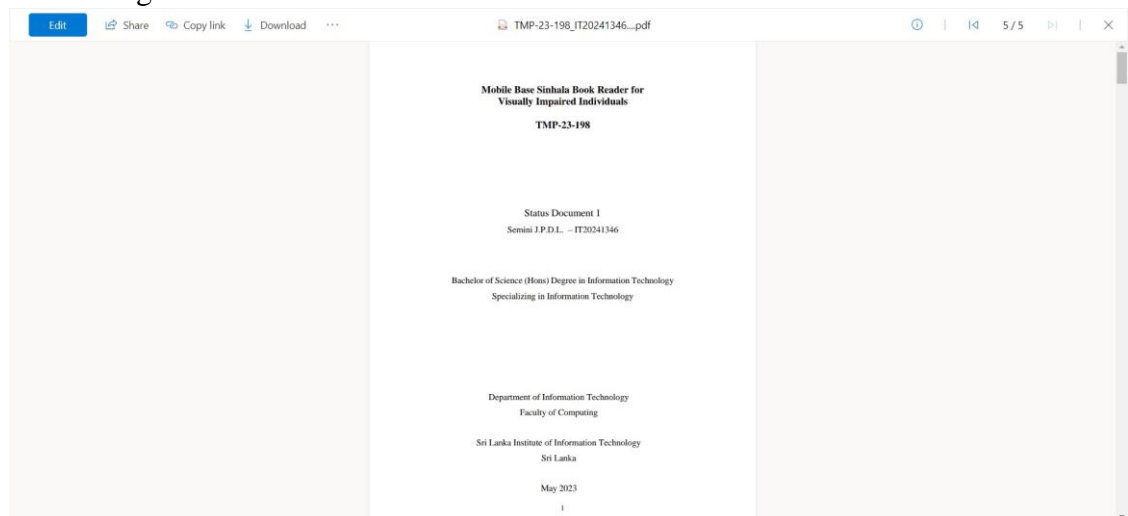 Edit Share Copy link Download ... TMP-23-198_IT20241346....pdf 5 / 5
Mobile Base Sinhala Book Reader for
Visually Impaired Individuals
TMP-23-198
Status Document 1
Semini J.P.D.L. – IT20241346
Bachelor of Science (Hons) Degree in Information Technology
Specializing in Information Technology
Department of Information Technology
Faculty of Computing
Sri Lanka Institute of Information Technology
Sri Lanka
May 2023
1